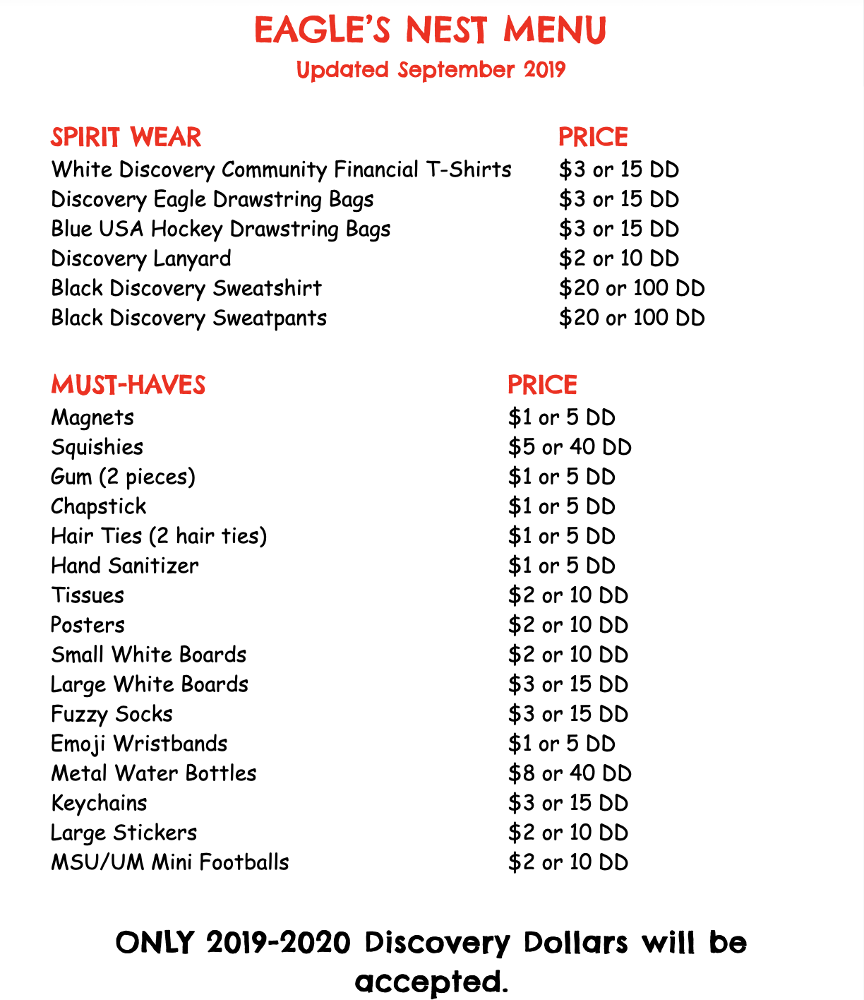 EAGLE’S NEST MENU
Updated September 2019
SPIRIT WEAR PRICE
White Discovery Community Financial T-Shirts $3 or 15 DD
Discovery Eagle Drawstring Bags $3 or 15 DD
Blue USA Hockey Drawstring Bags $3 or 15 DD
Discovery Lanyard $2 or 10 DD
Black Discovery Sweatshirt $20 or 100 DD
Black Discovery Sweatpants $20 or 100 DD
MUST-HAVES PRICE
Magnets $1 or 5 DD
Squishies $5 or 40 DD
Gum (2 pieces) $1 or 5 DD
Chapstick $1 or 5 DD
Hair Ties (2 hair ties) $1 or 5 DD
Hand Sanitizer $1 or 5 DD
Tissues $2 or 10 DD
Posters $2 or 10 DD
Small White Boards $2 or 10 DD
Large White Boards $3 or 15 DD
Fuzzy Socks $3 or 15 DD
Emoji Wristbands $1 or 5 DD
Metal Water Bottles $8 or 40 DD
Keychains $3 or 15 DD
Large Stickers $2 or 10 DD
MSU/UM Mini Footballs $2 or 10 DD
ONLY 2019-2020 Discovery Dollars will be
accepted.